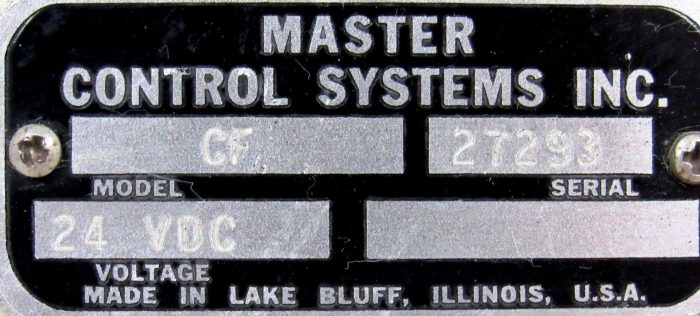 MASTER
CONTROL SYSTEMS INC.
CF 27293
MODEL SERIAL
24 VDC
VOLTAGE
MADE IN LAKE BLUFF, ILLINOIS, U.S.A.